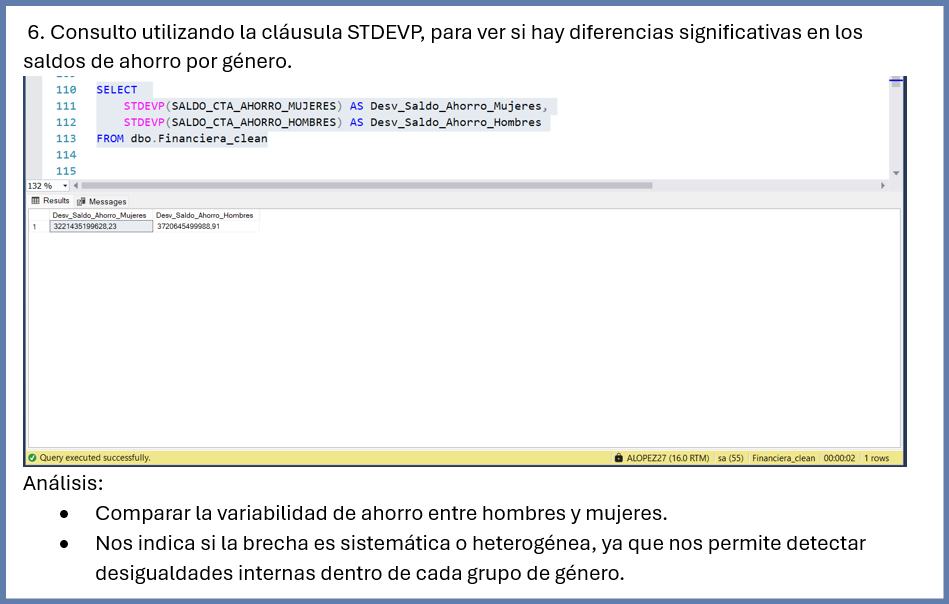 6. Consulto utilizando la cláusula STDEVP, para ver si hay diferencias significativas en los
saldos de ahorro por género.
110 SELECT
111 STDEVP(SALDO_CTA_AHORRO_MUJERES) AS Desv_Saldo_Ahorro_Mujeres,
112 STDEVP(SALDO_CTA_AHORRO_HOMBRES) AS Desv_Saldo_Ahorro_Hombres
113 FROM dbo.Financiera_clean
114
115
132 %
Results Messages
Desv_Saldo_Ahorro_Mujeres Desv_Saldo_Ahorro_Hombres
1 3221435199628,23 3720645499988,91
Query executed successfully. ALOPEZ27 (16.0 RTM) sa (55) Financiera_clean 00:00:02 1 rows
Análisis:
• Comparar la variabilidad de ahorro entre hombres y mujeres.
• Nos indica si la brecha es sistemática o heterogénea, ya que nos permite detectar
desigualdades internas dentro de cada grupo de género.